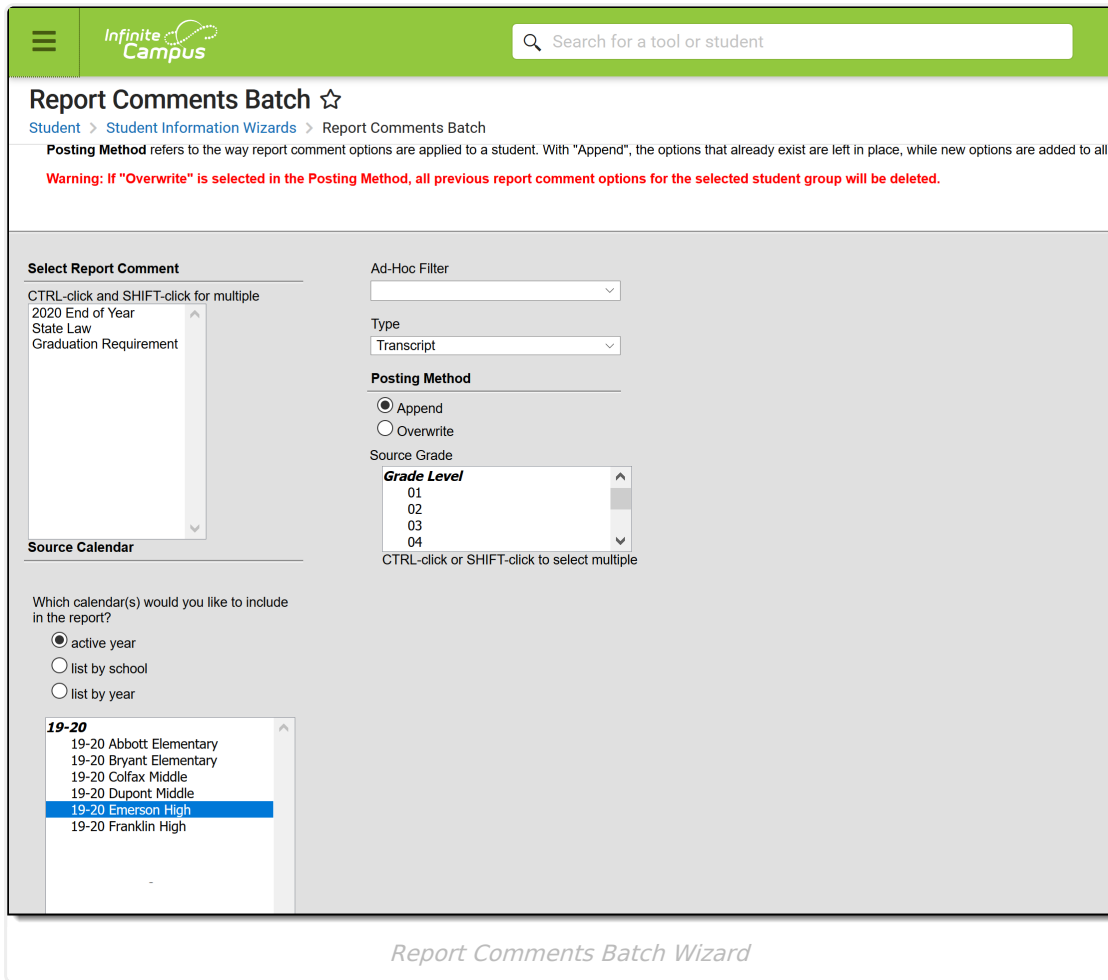 Infinite
Campus
Search for a tool or student
Report Comments Batch
Student > Student Information Wizards > Report Comments Batch
Posting Method refers to the way report comment options are applied to a student. With "Append", the options that already exist are left in place, while new options are added to all
Warning: If "Overwrite" is selected in the Posting Method, all previous report comment options for the selected student group will be deleted.
Select Report Comment
CTRL-click and SHIFT-click for multiple
2020 End of Year
State Law
Graduation Requirement
Ad-Hoc Filter
Type
Transcript
Posting Method
Append
Overwrite
Source Grade
Grade Level
01
02
03
04
CTRL-click or SHIFT-click to select multiple
Source Calendar
Which calendar(s) would you like to include
in the report?
active year
list by school
list by year
19-20
19-20 Abbott Elementary
19-20 Bryant Elementary
19-20 Colfax Middle
19-20 Dupont Middle
19-20 Emerson High
19-20 Franklin High
Report Comments Batch Wizard